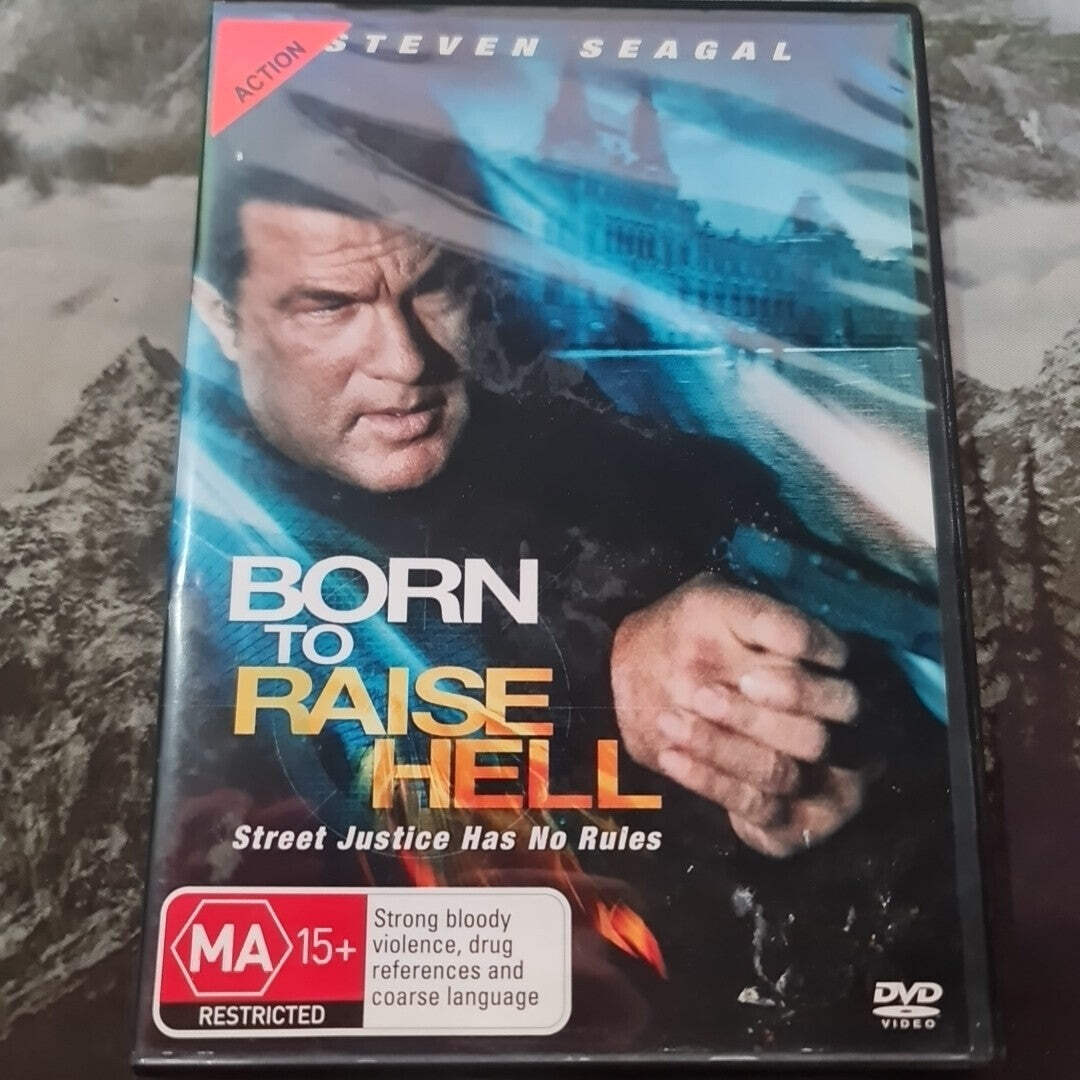 STEVEN SEAGAL
ACTION
BORN
TO
RAISE
HELL
Street Justice Has No Rules
MA 15+
RESTRICTED
Strong bloody
violence, drug
references and
coarse language
DVD
VIDEO